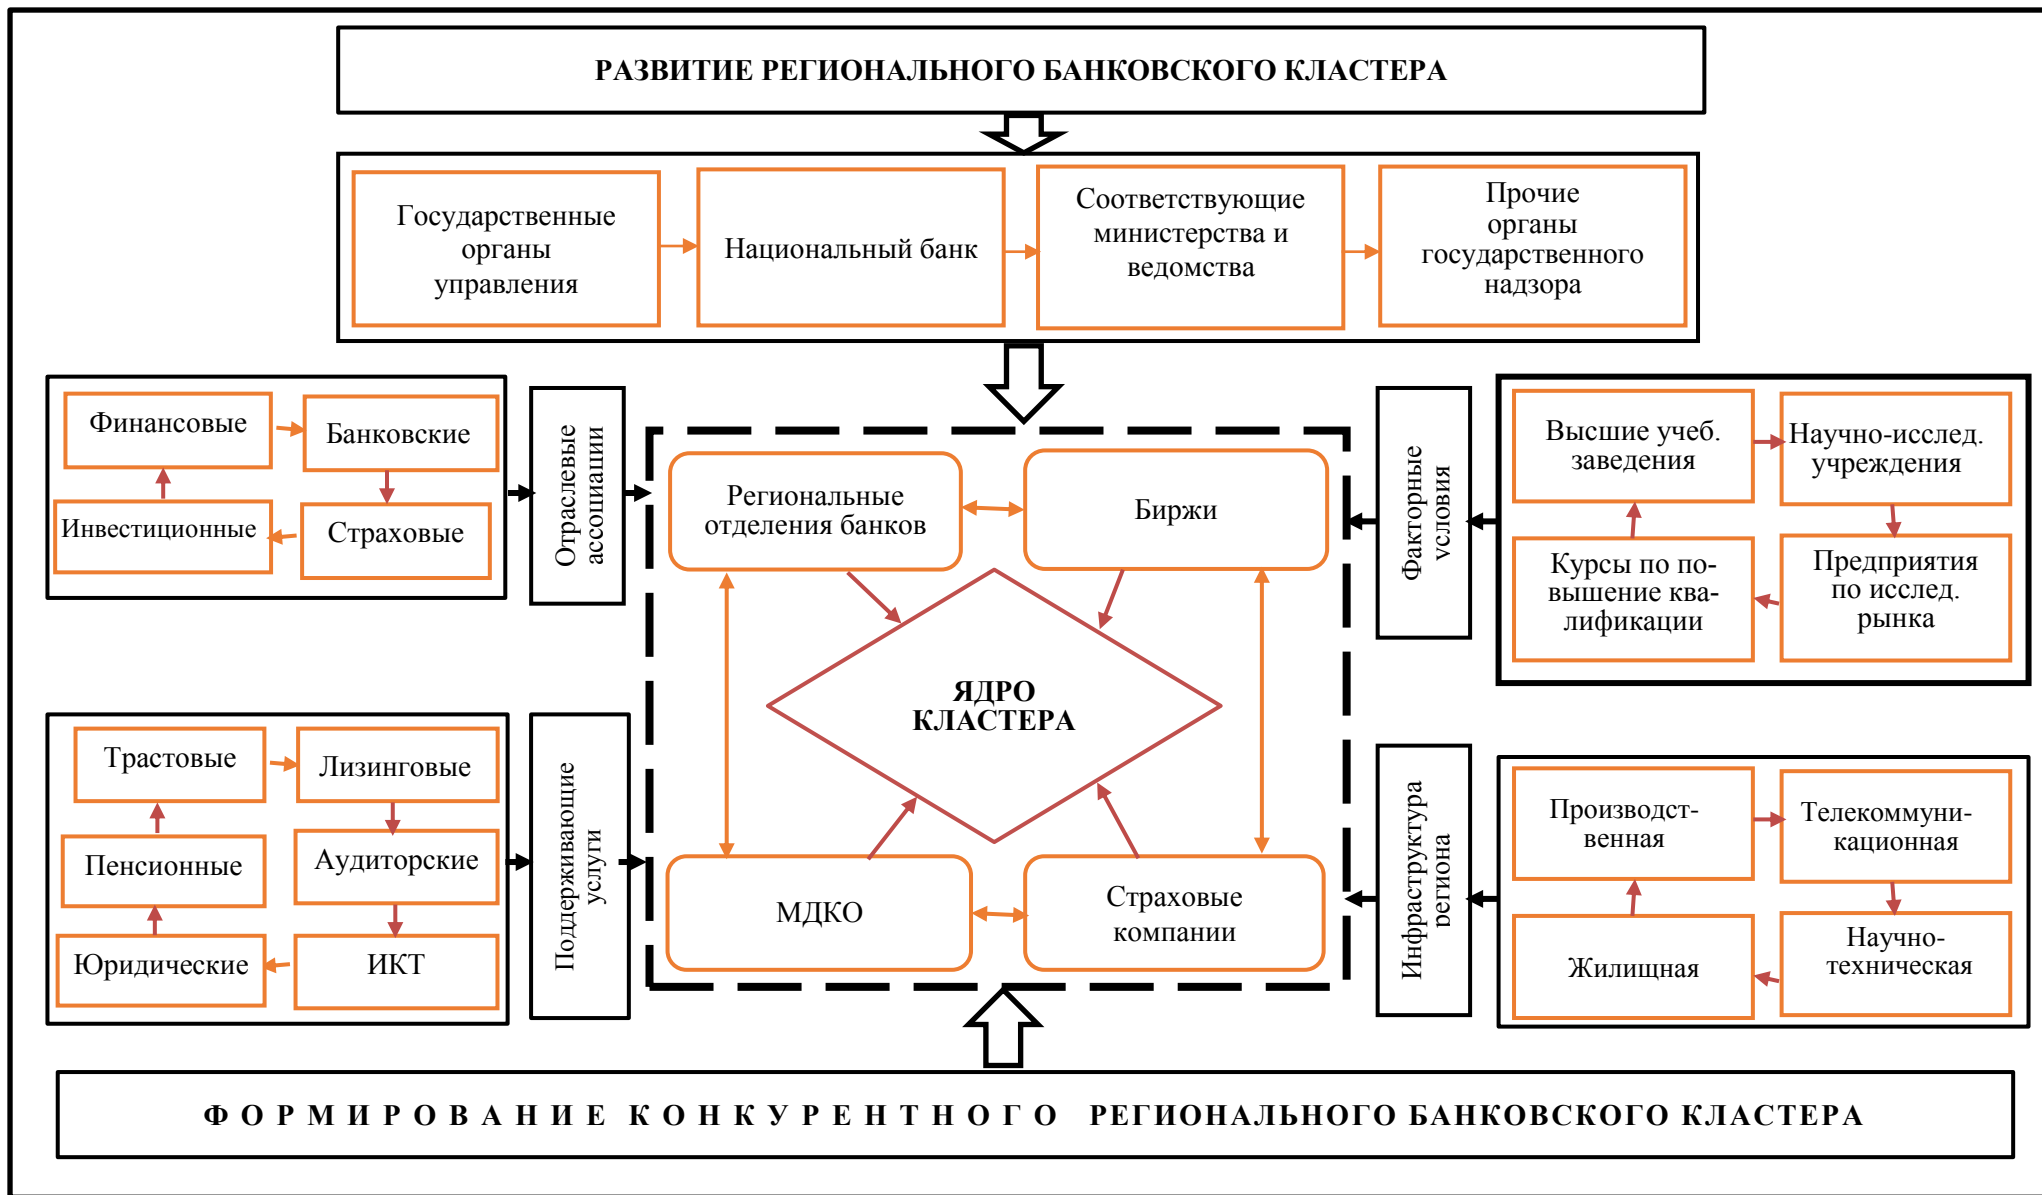 РАЗВИТИЕ РЕГИОНАЛЬНОГО БАНКОВСКОГО КЛАСТЕРА
Государственные
органы
управления
Национальный банк
Соответствующие
министерства и
ведомства
Прочие
органы
государственного
надзора
Финансовые
Банковские
Инвестиционные
Страховые
Отраслевые
ассоциации
Региональные
отделения банков
Биржи
Факторные
условия
Высшие учеб.
заведения
Научно-исслед.
учреждения
Курсы по по-
вышение ква-
лификации
Предприятия
по исслед.
рынка
ЯДРО
КЛАСТЕРА
Трастовые
Лизинговые
Пенсионные
Аудиторские
Юридические
ИКТ
Поддерживающие
услуги
МДКО
Страховые
компании
Инфраструктура
региона
Производст-
венная
Телекоммуни-
кационная
Жилищная
Научно-
техническая
Ф О Р М И Р О В А Н И Е К О Н К У Р Е Н Т Н О Г О РЕГИОНАЛЬНОГО БАНКОВСКОГО КЛАСТЕРА